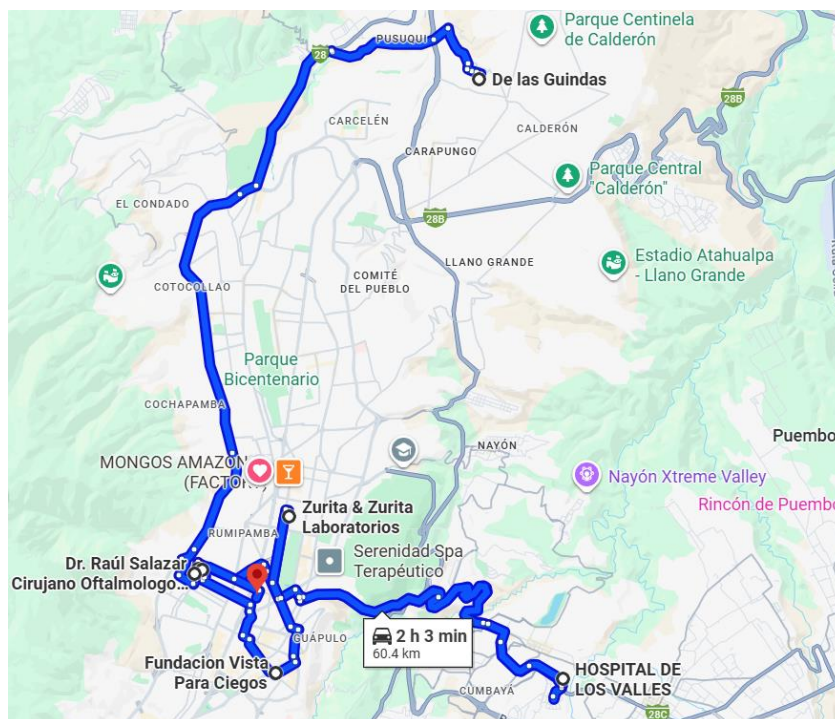 Parque Centinela
de Calderón
PUSUQUI
28
De las Guindas
28B
CARCELÉN
CALDERÓN
CARAPUNGO
Parque Central
"Calderón"
EL CONDADO
28B
LLANO GRANDE
Estadio Atahualpa
- Llano Grande
COMITÉ
DEL PUEBLO
COTOCOLLAO
Parque
Bicentenario
COCHAPAMBA
NAYÓN
Puembo
MONGOS AMAZON
(FACTORY)
Nayón Xtreme Valley
Rincón de Puembo
Zurita & Zurita
Laboratorios
RUMIPAMBA
Serenidad Spa
Terapéutico
Dr. Raúl Salazar
Cirujano Oftalmologo...
GUÁPULO
2 h 3 min
60.4 km
Fundacion Vista
Para Ciegos
HOSPITAL DE
LOS VALLES
CUMBAYÁ
28C